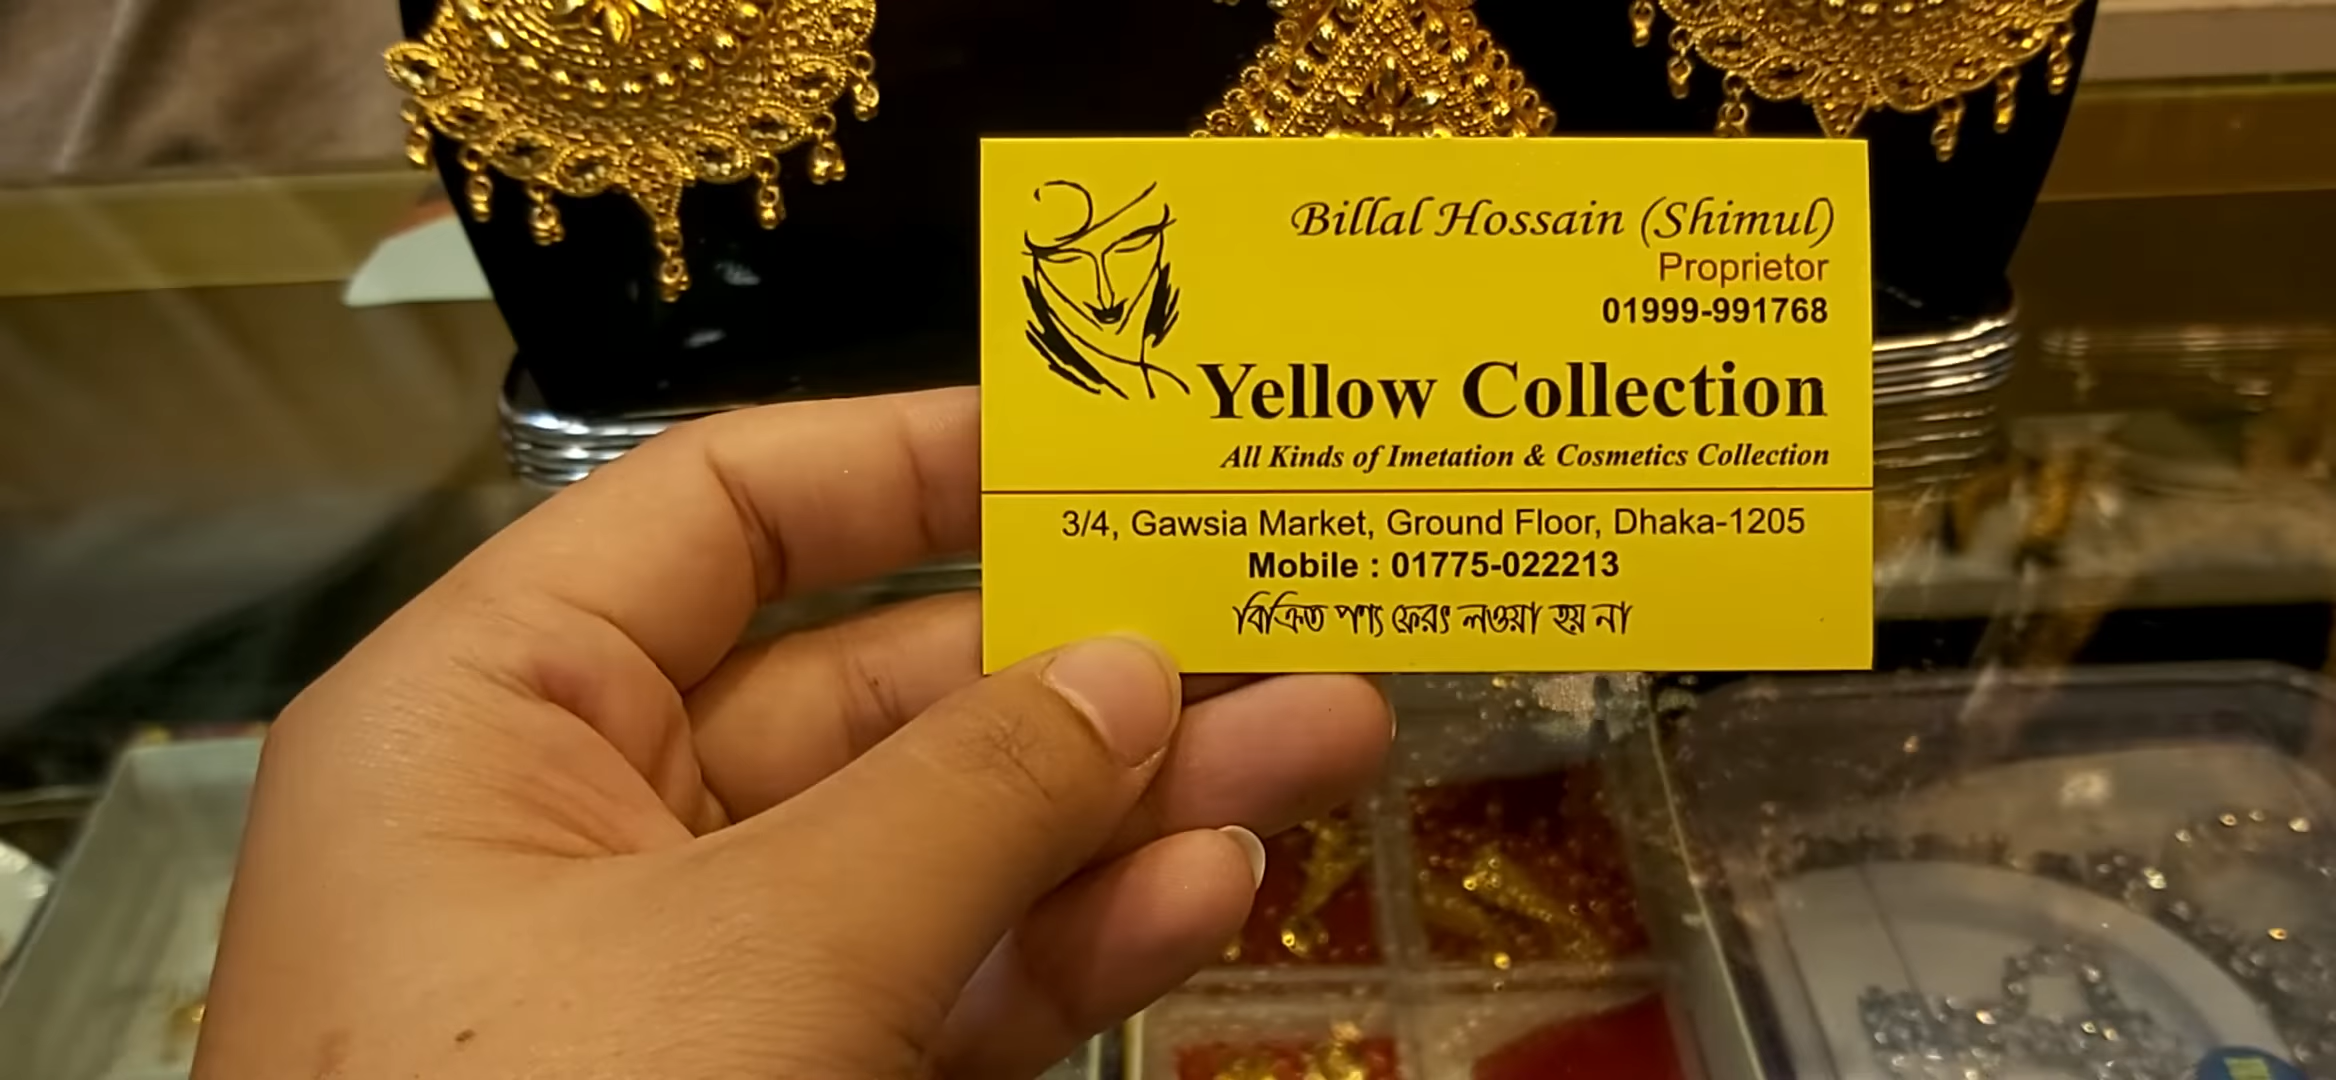 Billal Hossain (Shimul)
Proprietor
01999-991768
Yellow Collection
All Kinds of Imetation & Cosmetics Collection
3/4, Gawsia Market, Ground Floor, Dhaka-1205
Mobile : 01775-022213
বিক্রিত পণ্য ফেরৎ লওয়া হয় না